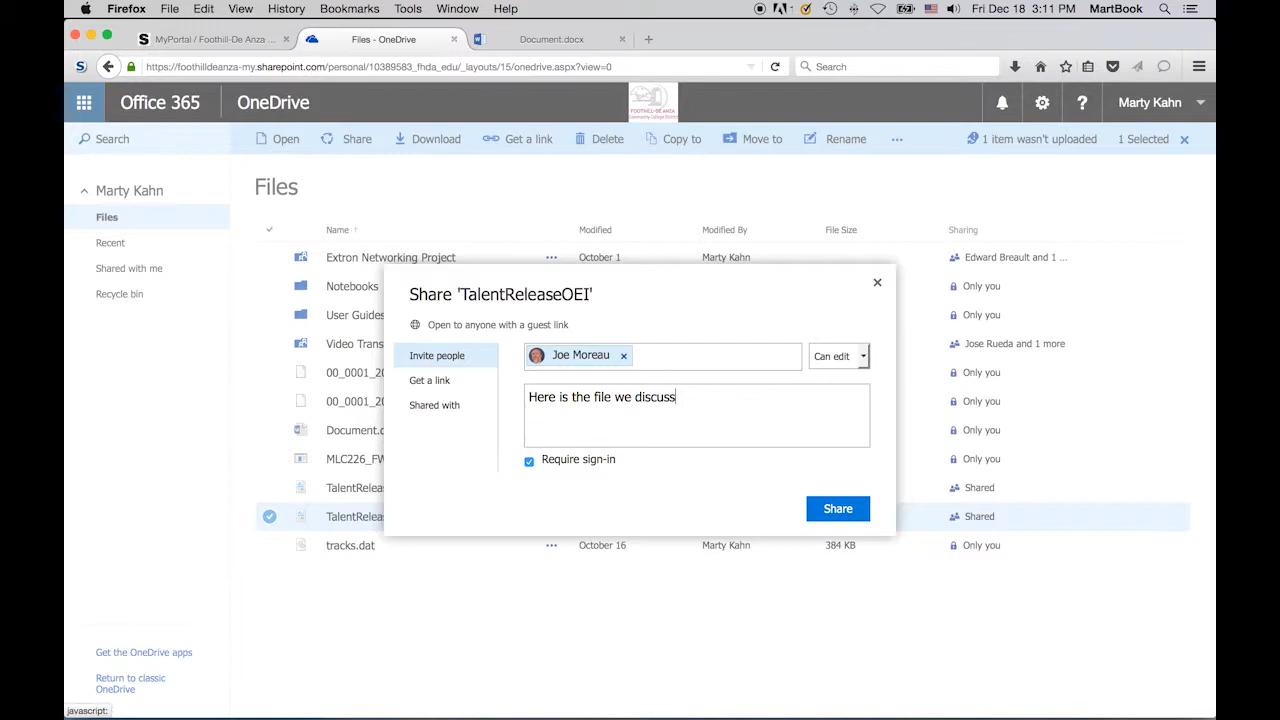 Firefox File Edit View History Bookmarks Tools Window Help Fri Dec 18 3:11 PM MartBook
MyPortal / Foothill-De Anza ... Files - OneDrive Document.docx
https://foothilldeanza-my.sharepoint.com/personal/10389583_fhda_edu/_layouts/15/onedrive.aspx?view=0 Search
Office 365 OneDrive FOOTHILL-DE ANZA Community College District Marty Kahn
Search Open Share Download Get a link Delete Copy to Move to Rename ... 1 item wasn't uploaded 1 Selected
Marty Kahn
Files
Recent
Shared with me
Recycle bin
Files
Name Modified Modified By File Size Sharing
Extron Networking Project ... October 1 Marty Kahn Edward Breault and 1 ...
Notebooks Only you
User Guides Only you
Video Trans Jose Rueda and 1 more
00_0001_20 Only you
00_0001_20 Only you
Document.d Only you
MLC226_FW Only you
TalentRelea Shared
TalentRelea Shared
tracks.dat ... October 16 Marty Kahn 384 KB Only you
Share 'TalentReleaseOEI'
Open to anyone with a guest link
Invite people
Get a link
Shared with
Joe Moreau Can edit
Here is the file we discuss
Require sign-in
Share
Get the OneDrive apps
Return to classic
OneDrive
javascript: